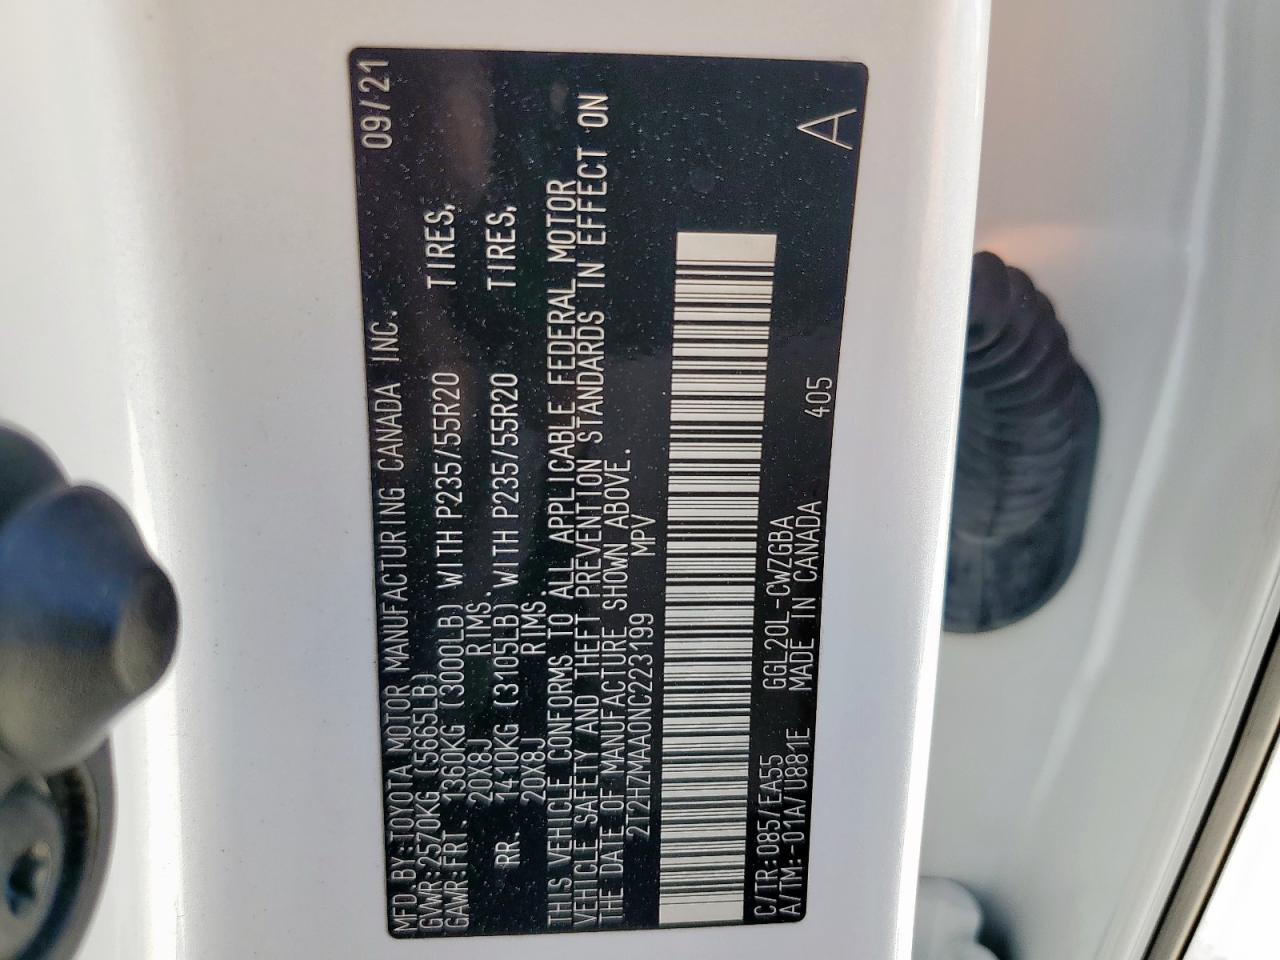 MFD.BY:TOYOTA MOTOR MANUFACTURING CANADA INC. 09/21
GVWR:2570KG (5665LB)
GAWR:FRT. 1360KG (3000LB) WITH P235/55R20 TIRES,
20X8J RIMS.
RR. 1410KG (3105LB) WITH P235/55R20 TIRES,
20X8J RIMS.
THIS VEHICLE CONFORMS TO ALL APPLICABLE FEDERAL MOTOR
VEHICLE SAFETY AND THEFT PREVENTION STANDARDS IN EFFECT ON
THE DATE OF MANUFACTURE SHOWN ABOVE.
2T2HZMAA0NC223199 MPV
C/TR:085/EA55 GGL20L-CWZGBA 405 A
A/TM:-01A/U881E MADE IN CANADA